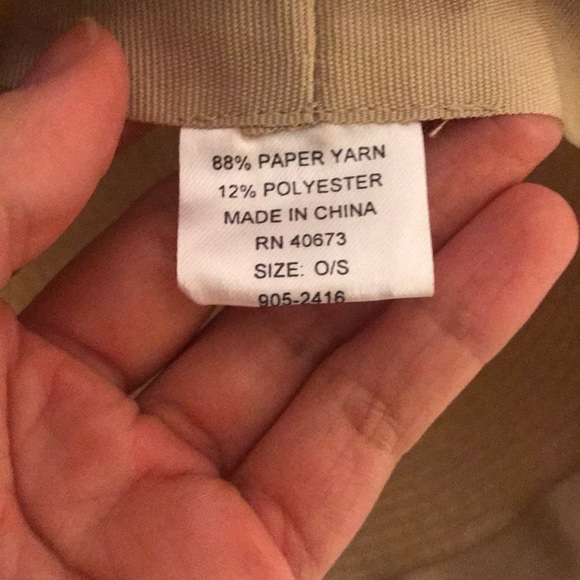 88% PAPER YARN
12% POLYESTER
MADE IN CHINA
RN 40673
SIZE: O/S
905-2416